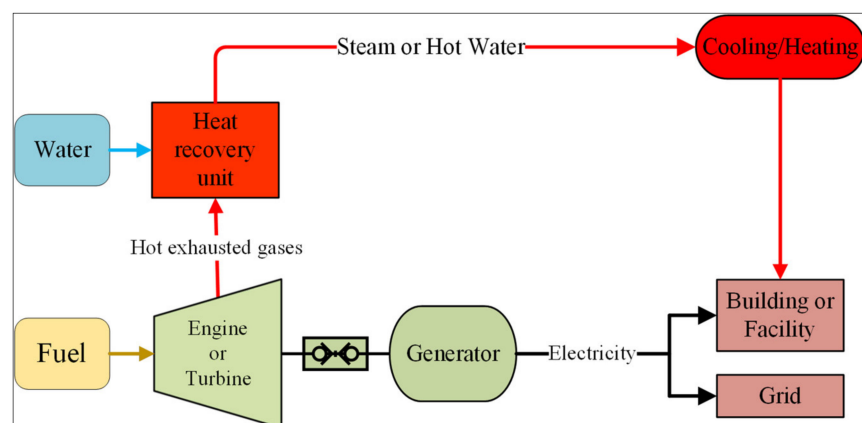 Steam or Hot Water
Cooling/Heating
Heat
recovery
unit
Water
Hot exhausted gases
Building or
Facility
Fuel
Engine
or
Turbine
Generator
Electricity
Grid